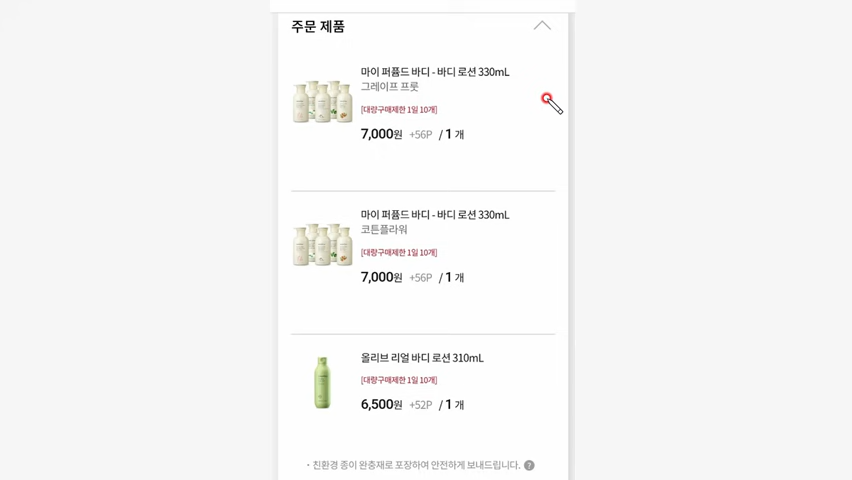 주문 제품
마이 퍼퓸드 바디 - 바디 로션 330mL
그레이프 프룻
[대량구매제한 1일 10개]
7,000원 +56P / 1 개
마이 퍼퓸드 바디 - 바디 로션 330mL
코튼플라워
[대량구매제한 1일 10개]
7,000원 +56P / 1 개
올리브 리얼 바디 로션 310mL
[대량구매제한 1일 10개]
6,500원 +52P / 1 개
· 친환경 종이 완충재로 포장하여 안전하게 보내드립니다. ?